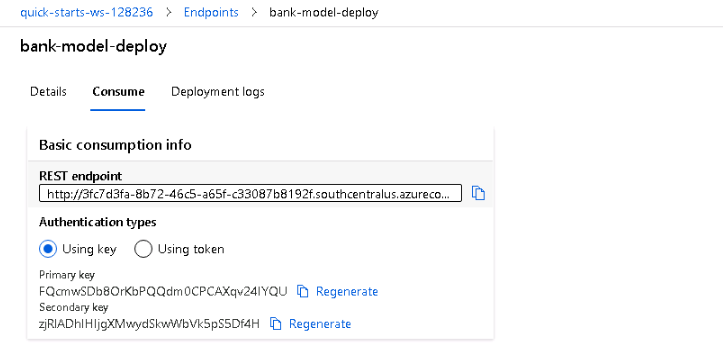 quick-starts-ws-128236 > Endpoints > bank-model-deploy
bank-model-deploy
Details Consume Deployment logs
Basic consumption info
REST endpoint
http://3fc7d3fa-8b72-46c5-a65f-c33087b8192f.southcentralus.azureco...
Authentication types
Using key Using token
Primary key
FQcmwSDb8OrKbPQQdm0CPCAXqv24IYQU Regenerate
Secondary key
zjRIADhIHIjgXMwydSkwWbVk5pS5Df4H Regenerate